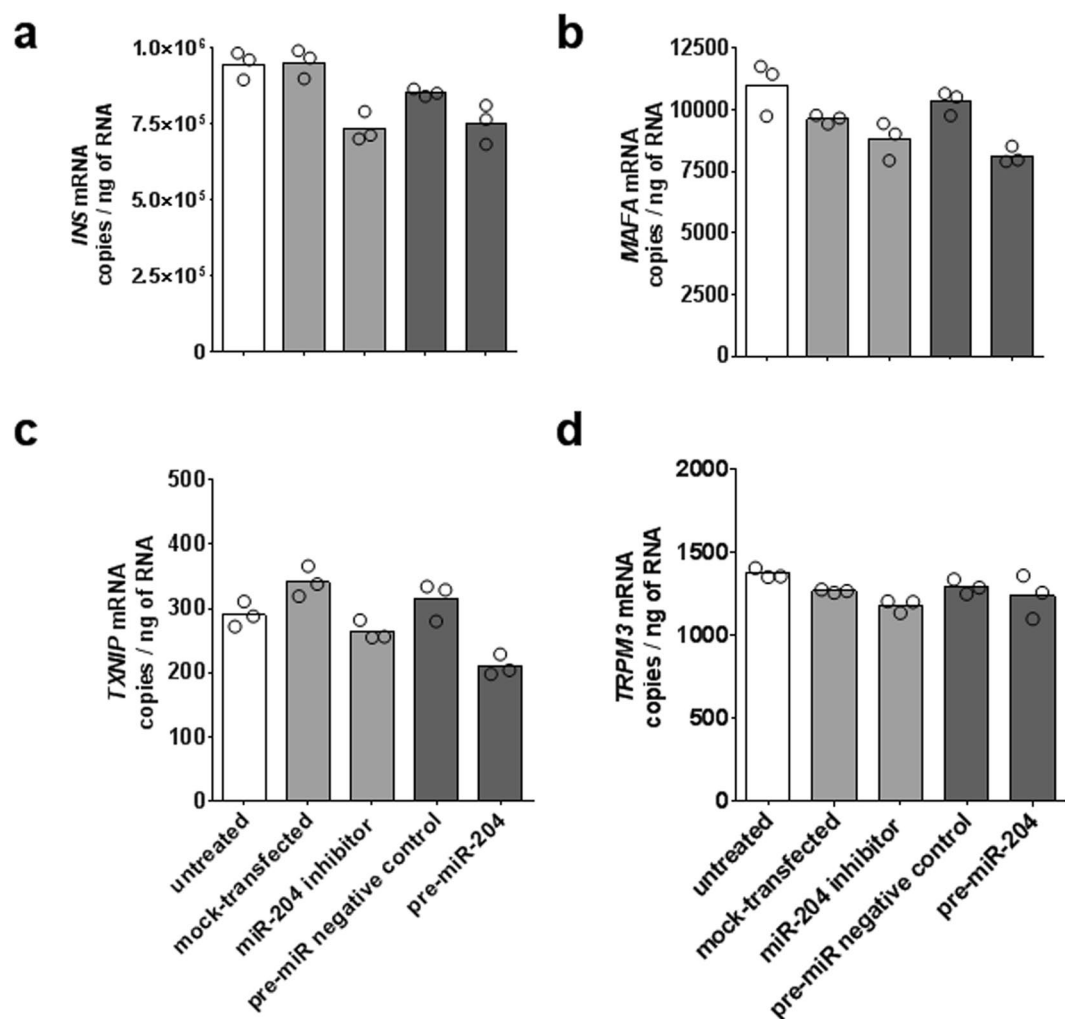 a
INS mRNA
copies / ng of RNA
1.0×10⁶
7.5×10⁵
5.0×10⁵
2.5×10⁵
0
b
MAFA mRNA
copies / ng of RNA
12500
10000
7500
5000
2500
0
c
TXNIP mRNA
copies / ng of RNA
500
400
300
200
100
0
untreated
mock-transfected
miR-204 inhibitor
pre-miR negative control
pre-miR-204
d
TRPM3 mRNA
copies / ng of RNA
2000
1500
1000
500
0
untreated
mock-transfected
miR-204 inhibitor
pre-miR negative control
pre-miR-204